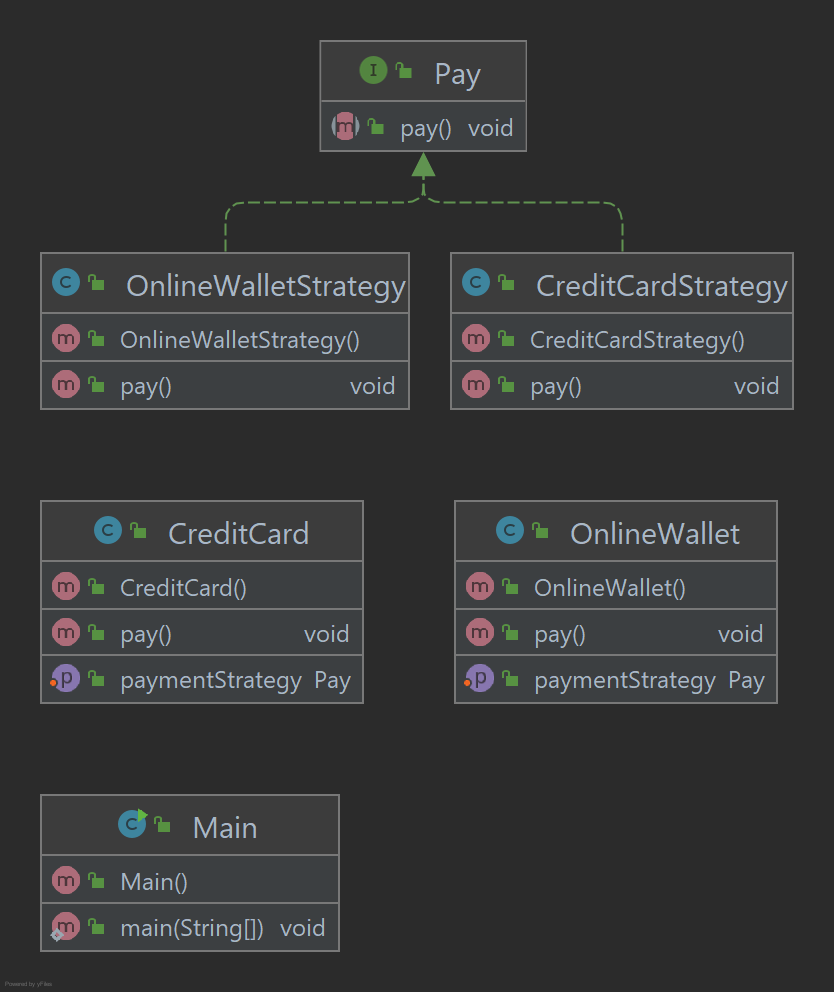 I Pay
m pay() void
C OnlineWalletStrategy
m OnlineWalletStrategy()
m pay() void
C CreditCardStrategy
m CreditCardStrategy()
m pay() void
C CreditCard
m CreditCard()
m pay() void
p paymentStrategy Pay
C OnlineWallet
m OnlineWallet()
m pay() void
p paymentStrategy Pay
C Main
m Main()
m main(String[]) void
Powered by yFiles